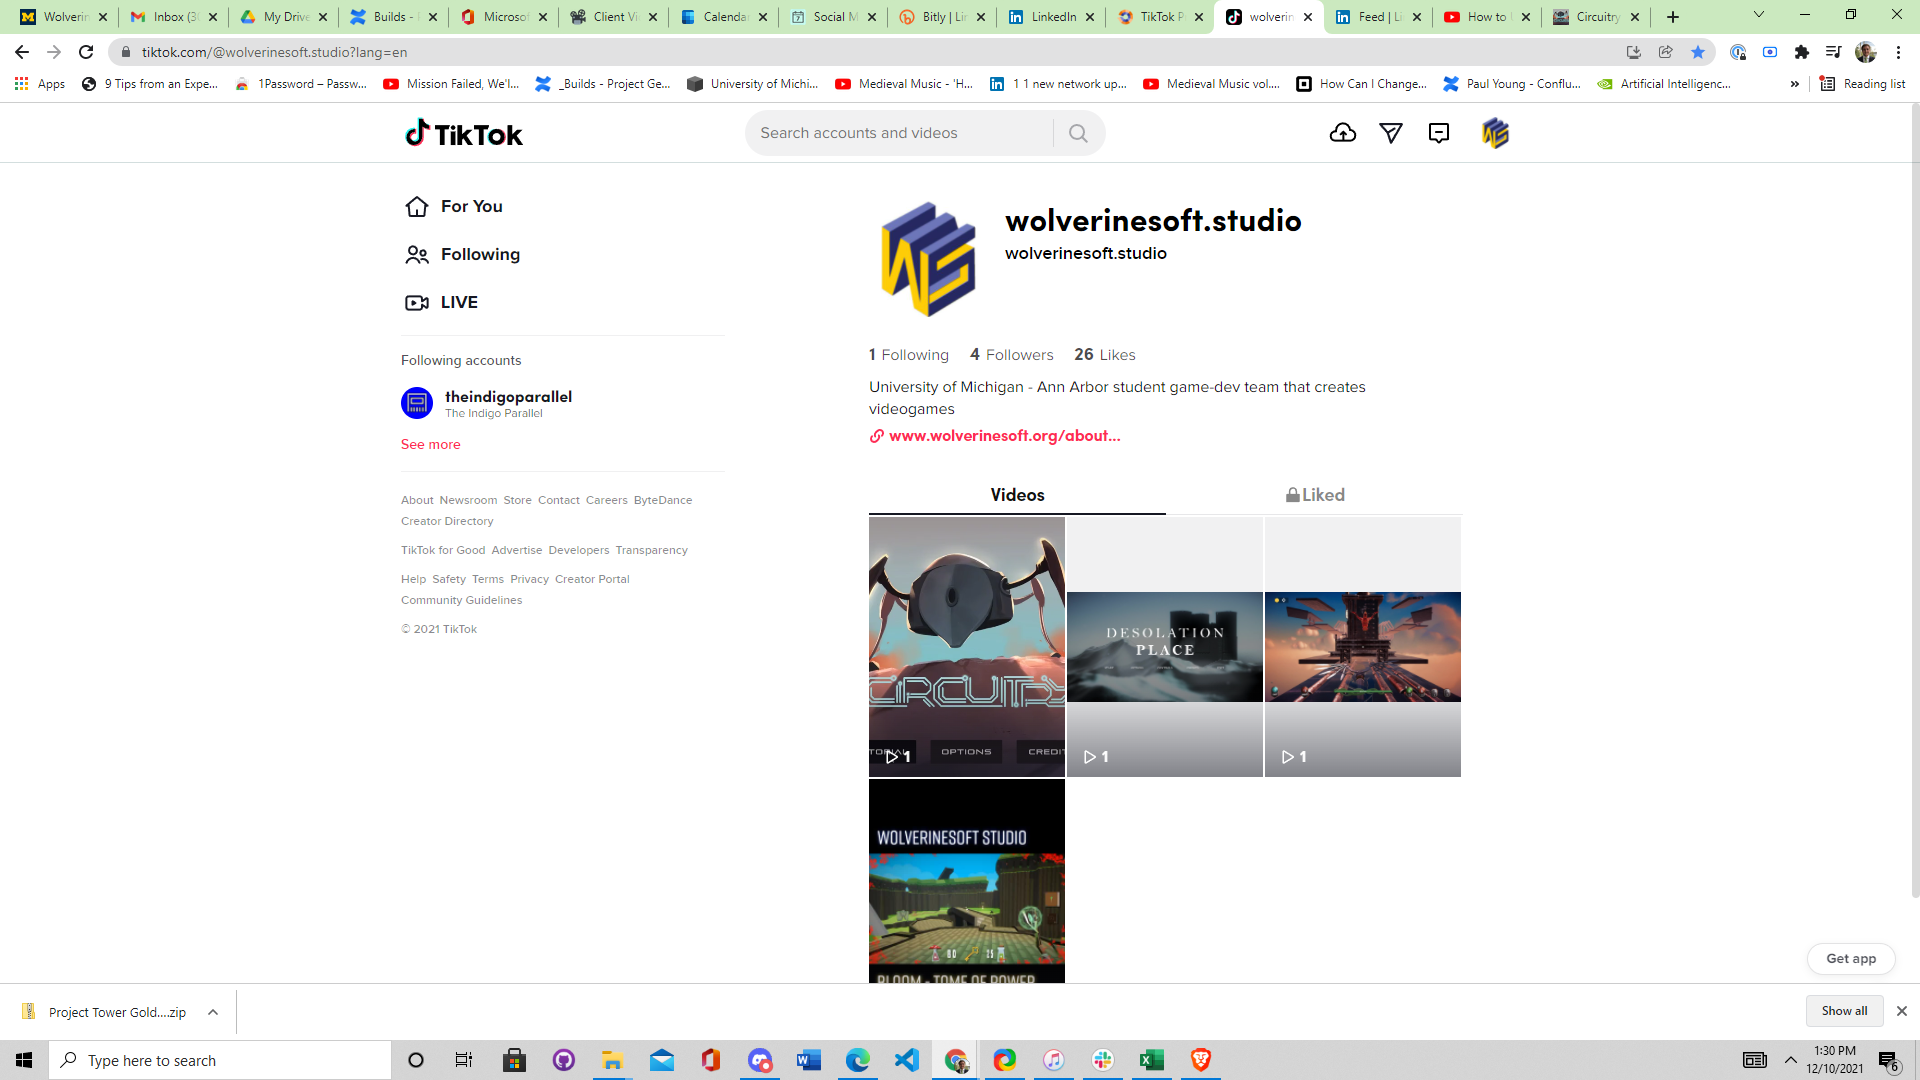 Wolverin
Inbox (30
My Drive
Builds -
Microsof
Client Vi
Calendar
Social M
Bitly | Lin
LinkedIn
TikTok P
wolverin
Feed | Li
How to
Circuitry
tiktok.com/@wolverinesoft.studio?lang=en
Apps
9 Tips from an Expe...
1Password – Passw...
Mission Failed, We'l...
_Builds - Project Ge...
University of Michi...
Medieval Music - 'H...
1 1 new network up...
Medieval Music vol....
How Can I Change...
Paul Young - Conflu...
Artificial Intelligenc...
»
Reading list
TikTok
Search accounts and videos
For You
Following
LIVE
Following accounts
theindigoparallel
The Indigo Parallel
See more
About Newsroom Store Contact Careers ByteDance
Creator Directory
TikTok for Good Advertise Developers Transparency
Help Safety Terms Privacy Creator Portal
Community Guidelines
© 2021 TikTok
wolverinesoft.studio
wolverinesoft.studio
1 Following 4 Followers 26 Likes
University of Michigan - Ann Arbor student game-dev team that creates
videogames
www.wolverinesoft.org/about...
Videos
Liked
CIRCUITRY
TORIAL
OPTIONS
CREDIT
1
DESOLATION
PLACE
1
1
WOLVERINESOFT STUDIO
BLOOM - TOME OF POWER
Get app
Project Tower Gold....zip
Show all
Type here to search
1:30 PM
12/10/2021
6